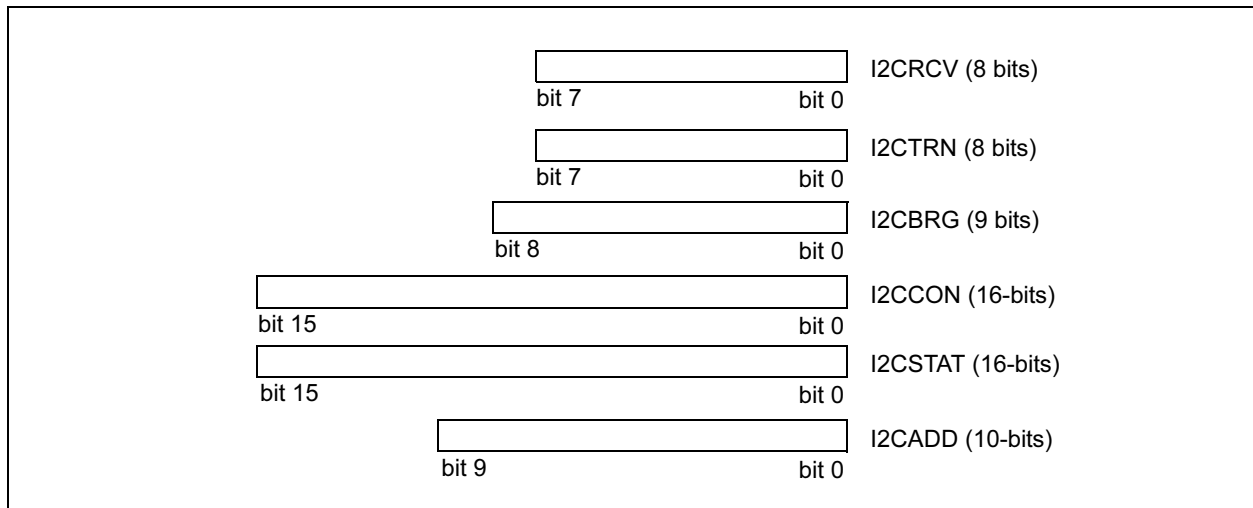 I2CRCV (8 bits)
bit 7 bit 0
I2CTRN (8 bits)
bit 7 bit 0
I2CBRG (9 bits)
bit 8 bit 0
I2CCON (16-bits)
bit 15 bit 0
I2CSTAT (16-bits)
bit 15 bit 0
I2CADD (10-bits)
bit 9 bit 0